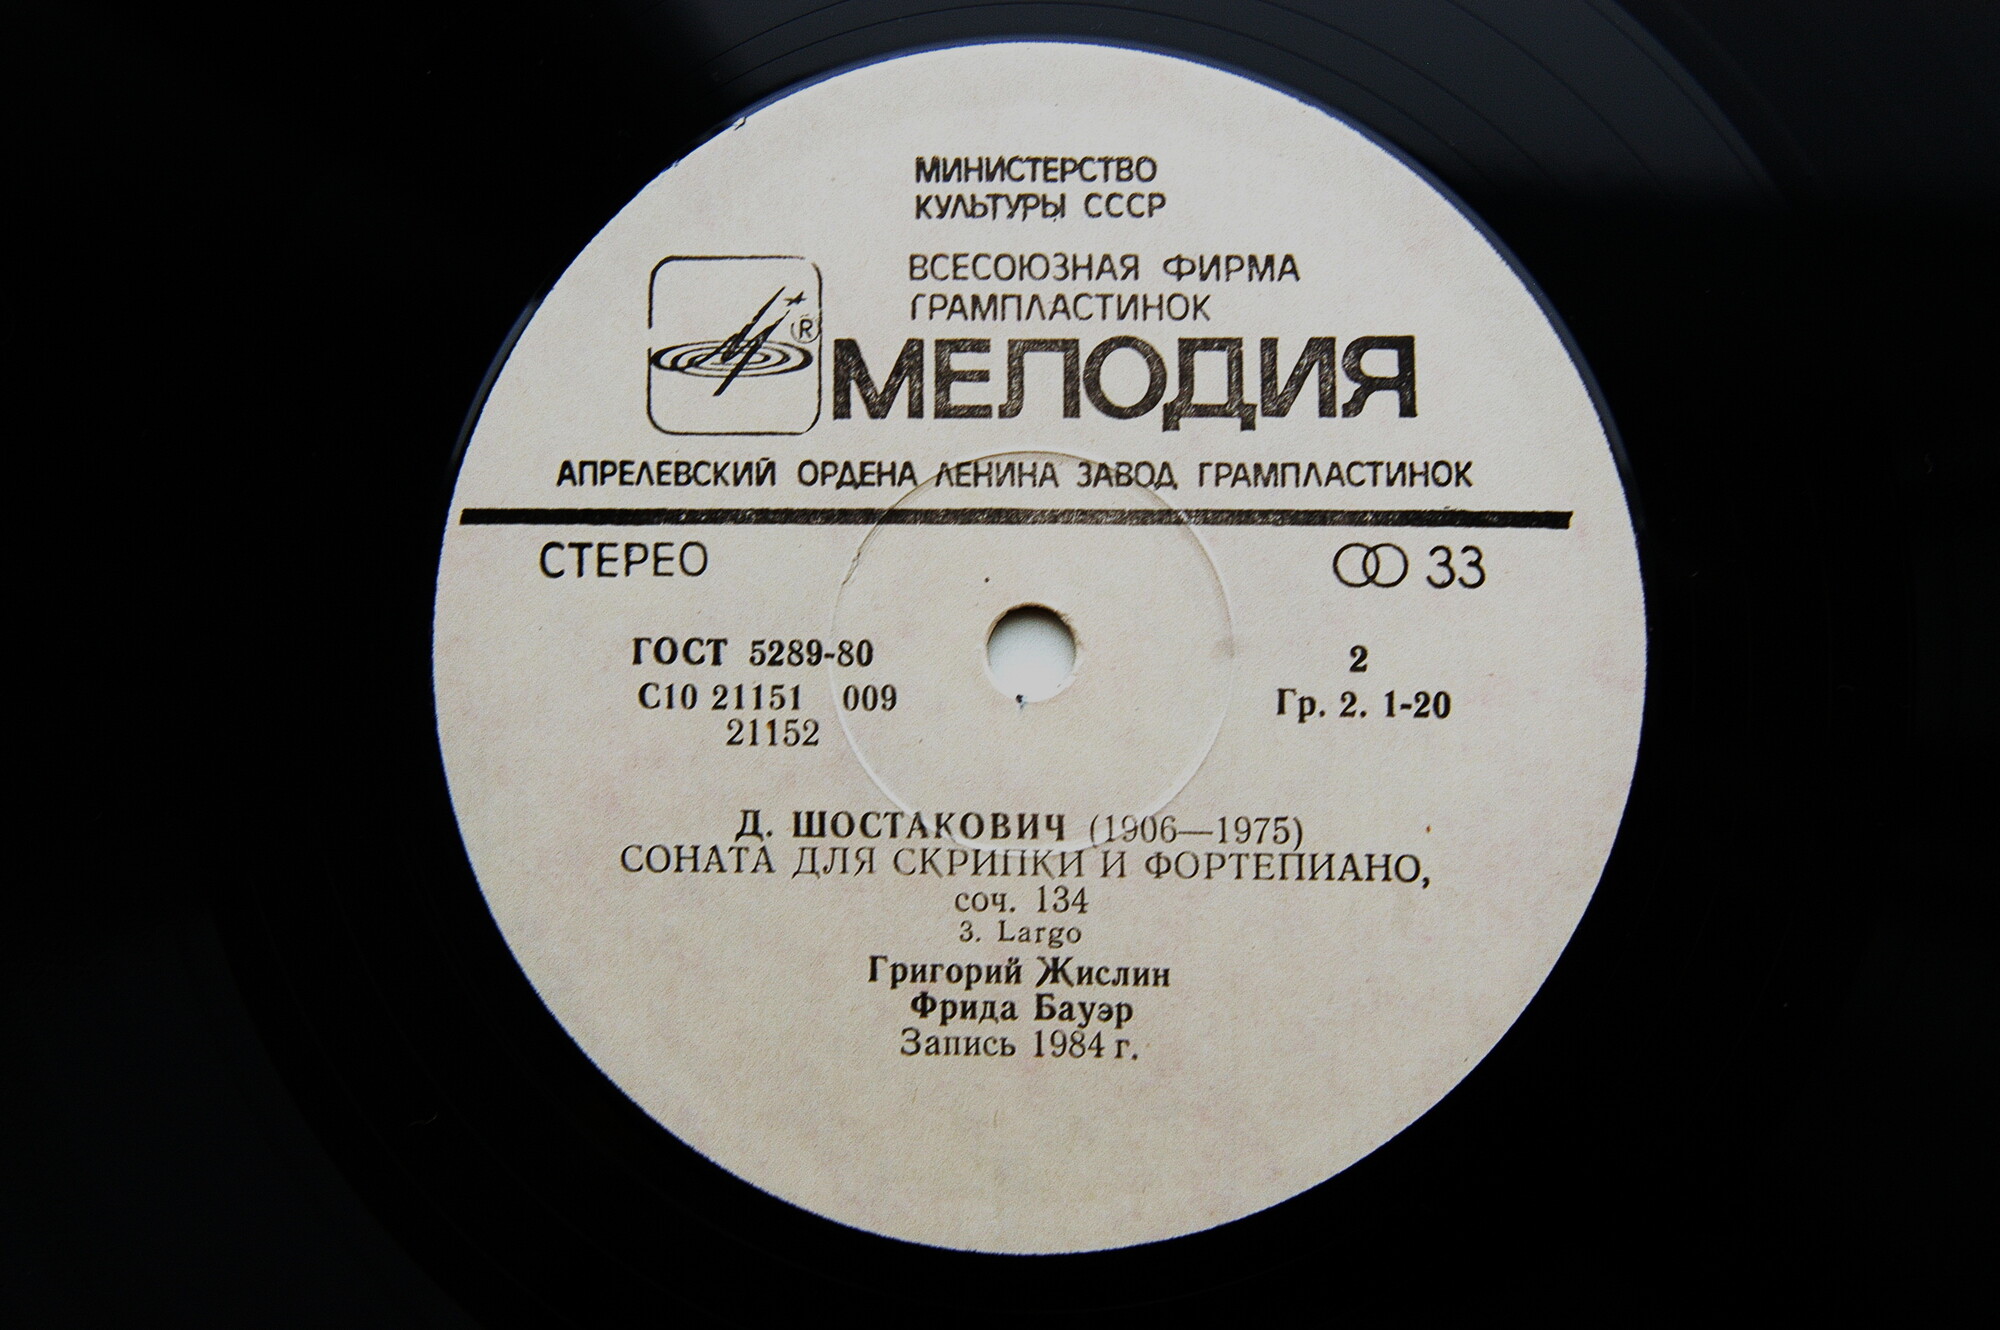 МИНИСТЕРСТВО
КУЛЬТУРЫ СССР
ВСЕСОЮЗНАЯ ФИРМА
ГРАМПЛАСТИНОК
®
МЕЛОДИЯ
АПРЕЛЕВСКИЙ ОРДЕНА ЛЕНИНА ЗАВОД ГРАМПЛАСТИНОК
СТЕРЕО 33
ГОСТ 5289-80 2
С10 21151 009 Гр. 2. 1-20
21152
Д. ШОСТАКОВИЧ (1906—1975)
СОНАТА ДЛЯ СКРИПКИ И ФОРТЕПИАНО,
соч. 134
3. Largo
Григорий Жислин
Фрида Бауэр
Запись 1984 г.